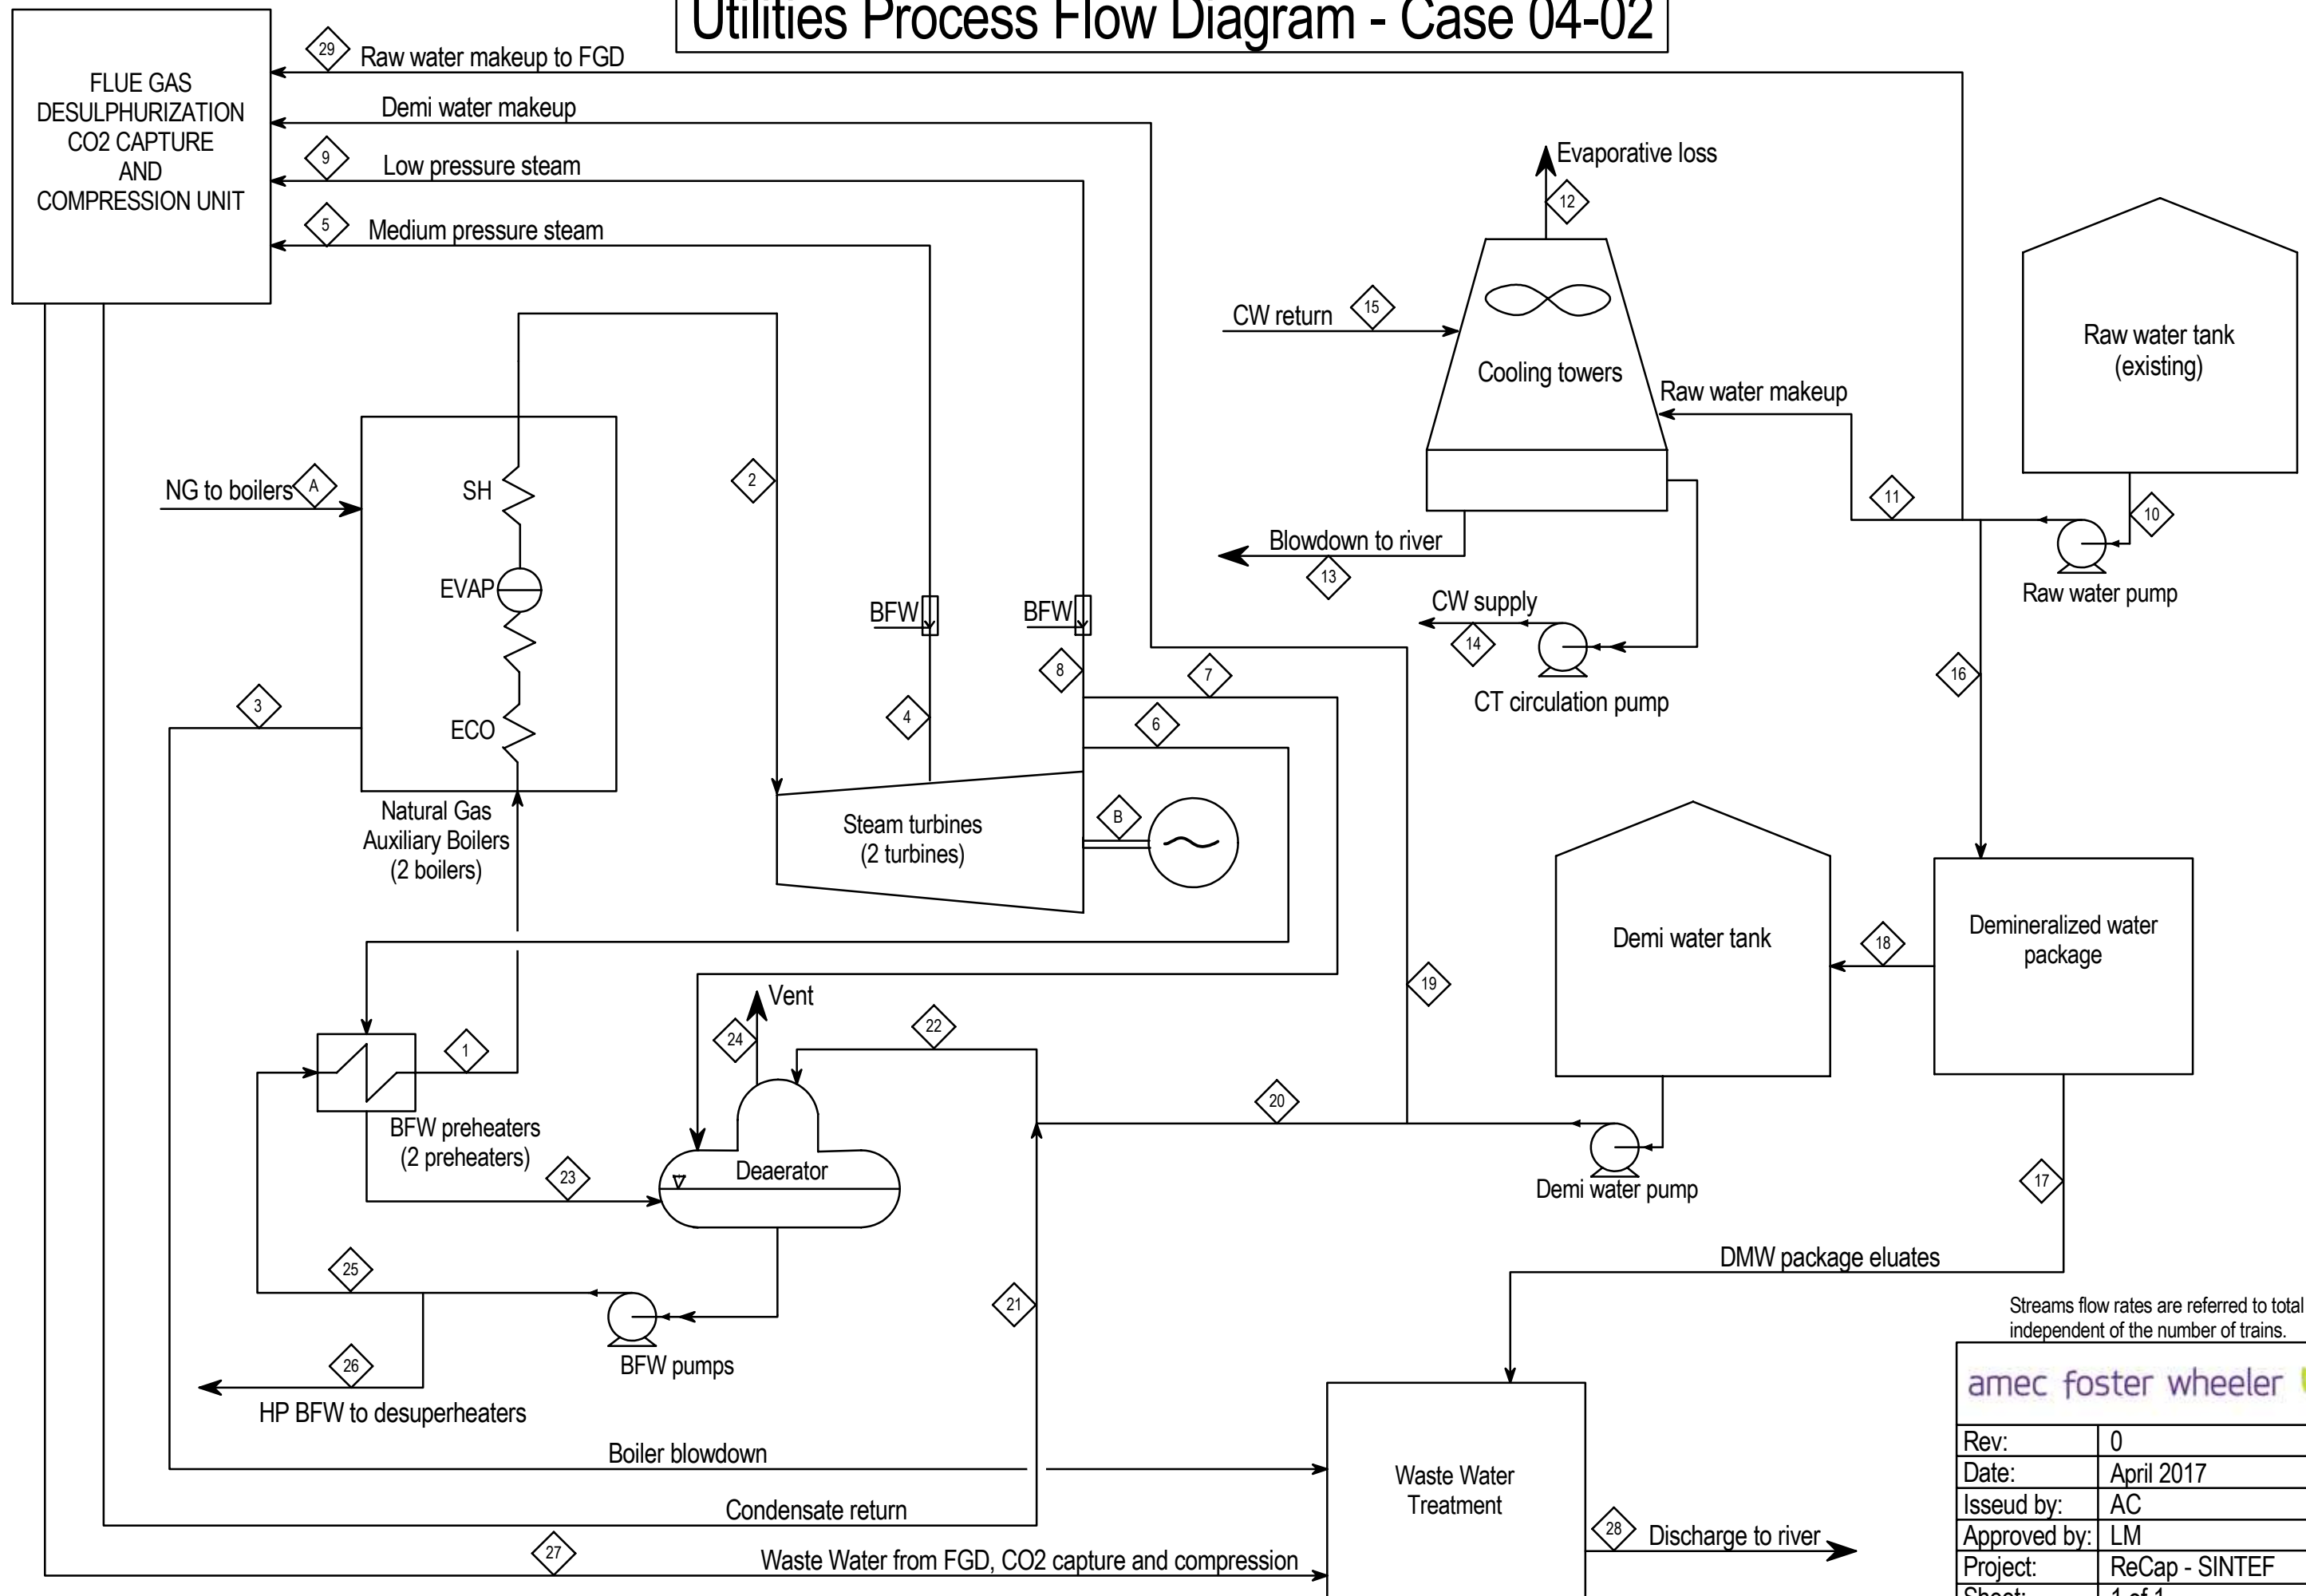 Utilities Process Flow Diagram - Case 04-02
29
Raw water makeup to FGD
FLUE GAS
DESULPHURIZATION
CO2 CAPTURE
AND
COMPRESSION UNIT
Demi water makeup
9
Low pressure steam
5
Medium pressure steam
Evaporative loss
12
CW return
15
Cooling towers
Raw water makeup
Raw water tank
(existing)
11
10
Raw water pump
Blowdown to river
13
CW supply
14
CT circulation pump
NG to boilers
A
SH
EVAP
ECO
2
3
Natural Gas
Auxiliary Boilers
(2 boilers)
BFW
BFW
8
7
4
6
16
Steam turbines
(2 turbines)
B
Demi water tank
18
Demineralized water
package
19
Vent
24
22
1
BFW preheaters
(2 preheaters)
23
Deaerator
20
Demi water pump
17
25
BFW pumps
26
HP BFW to desuperheaters
21
DMW package eluates
Boiler blowdown
Condensate return
27
Waste Water from FGD, CO2 capture and compression
Waste Water
Treatment
28
Discharge to river
Streams flow rates are referred to total
independent of the number of trains.
amec foster wheeler
Rev: 0
Date: April 2017
Isseud by: AC
Approved by: LM
Project: ReCap - SINTEF
Sheet: 1 of 1